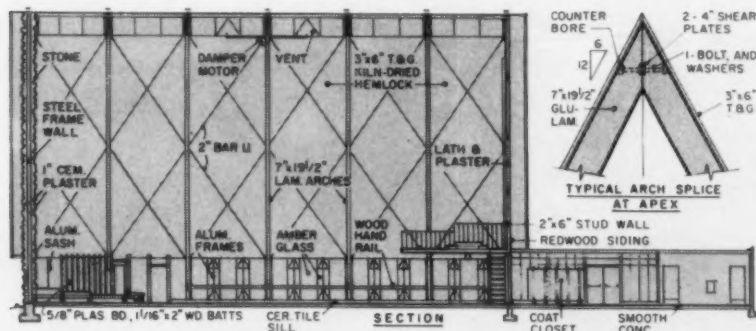 STONE
STEEL
FRAME
WALL
1" CEM.
PLASTER
ALUM.
SASH
5/8" PLAS BD, 1 1/16" x 2" WD. BATTS
DAMPER
MOTOR
VENT
3"x6" T.&G.
KILN-DRIED
HEMLOCK
2" BAR
7"x19 1/2"
LAM. ARCHES
LATH &
PLASTER
ALUM.
FRAMES
AMBER
GLASS
WOOD
HAND
RAIL
CER. TILE
SILL
SECTION
2"x6" STUD WALL
REDWOOD SIDING
COAT
CLOSET
SMOOTH
CONC.
COUNTER
BORE
6
12
7"x19 1/2"
GLU-
LAM.
2-4" SHEAR
PLATES
1-BOLT, AND
WASHERS
3"x6"
T.&G.
TYPICAL ARCH SPLICE
AT APEX